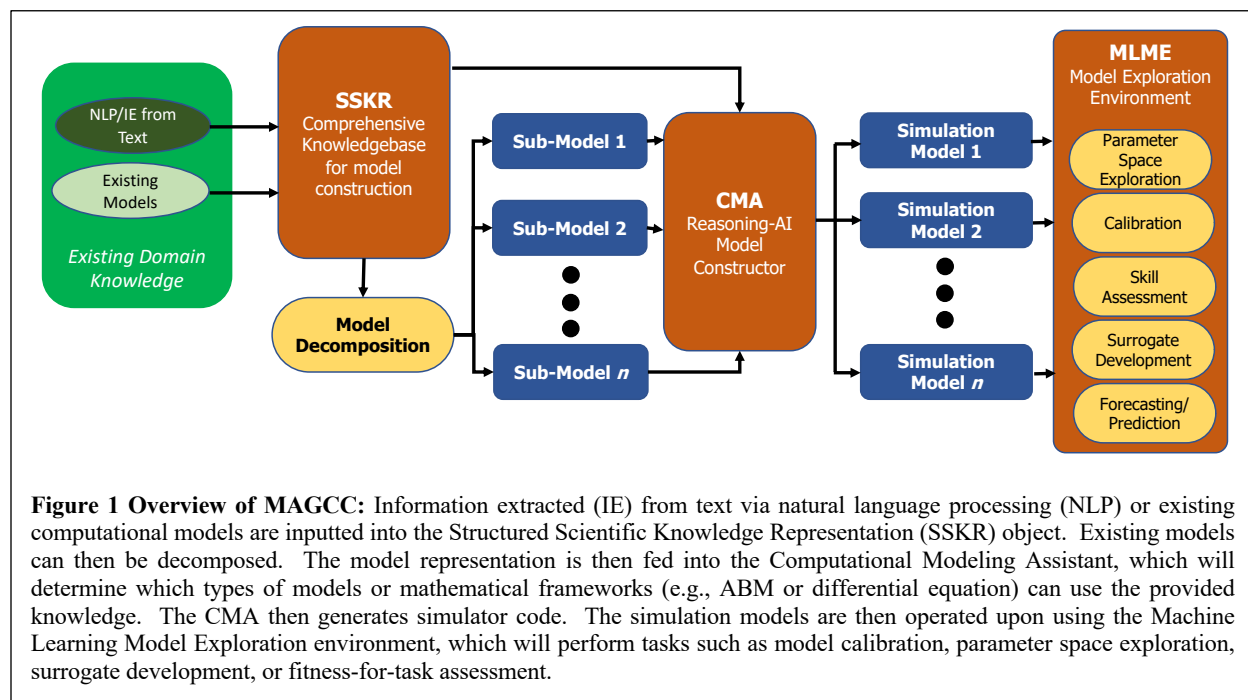 NLP/IE from
Text
Existing
Models
Existing Domain
Knowledge
SSKR
Comprehensive
Knowledgebase
for model
construction
Model
Decomposition
Sub-Model 1
Sub-Model 2
Sub-Model n
CMA
Reasoning-AI
Model
Constructor
Simulation
Model 1
Simulation
Model 2
Simulation
Model n
MLME
Model Exploration
Environment
Parameter
Space
Exploration
Calibration
Skill
Assessment
Surrogate
Development
Forecasting/
Prediction
Figure 1 Overview of MAGCC: Information extracted (IE) from text via natural language processing (NLP) or existing
computational models are inputted into the Structured Scientific Knowledge Representation (SSKR) object. Existing models
can then be decomposed. The model representation is then fed into the Computational Modeling Assistant, which will
determine which types of models or mathematical frameworks (e.g., ABM or differential equation) can use the provided
knowledge. The CMA then generates simulator code. The simulation models are then operated upon using the Machine
Learning Model Exploration environment, which will perform tasks such as model calibration, parameter space exploration,
surrogate development, or fitness-for-task assessment.